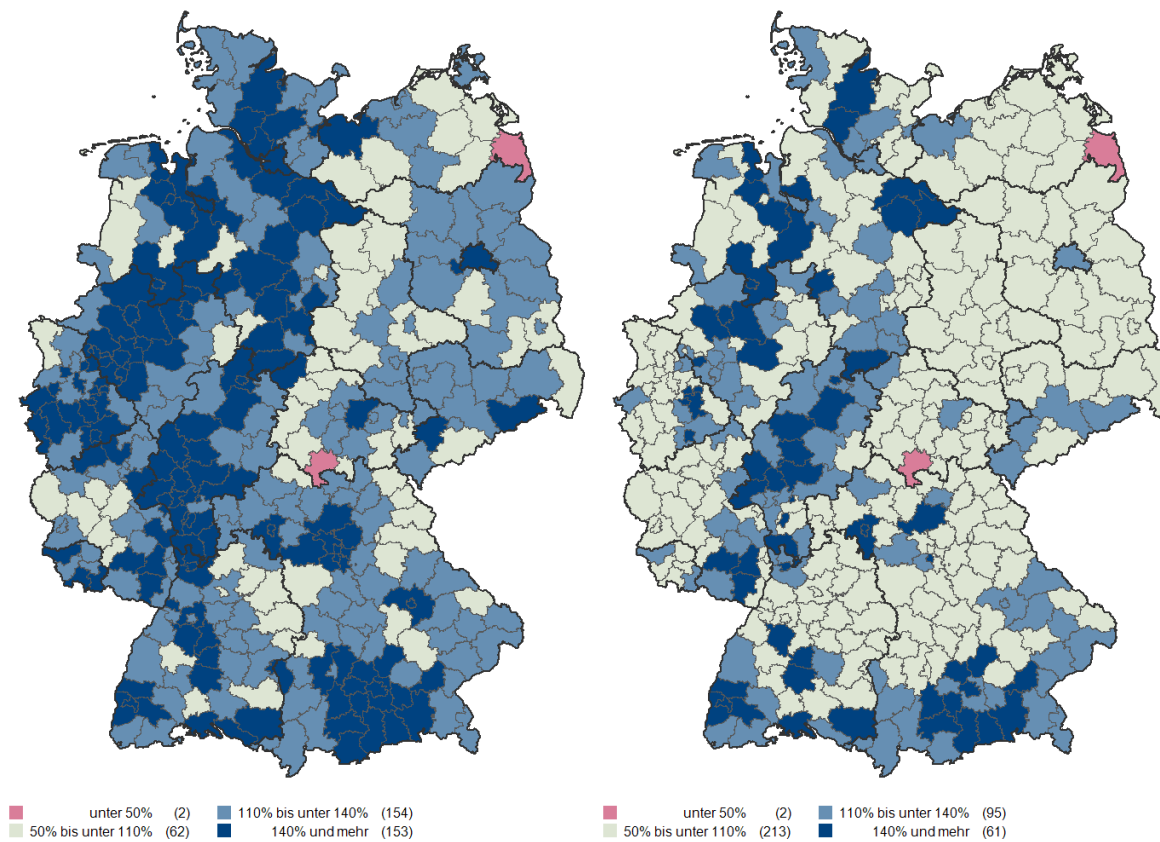 unter 50% (2) 110% bis unter 140% (154)
50% bis unter 110% (62) 140% und mehr (153)
unter 50% (2) 110% bis unter 140% (95)
50% bis unter 110% (213) 140% und mehr (61)